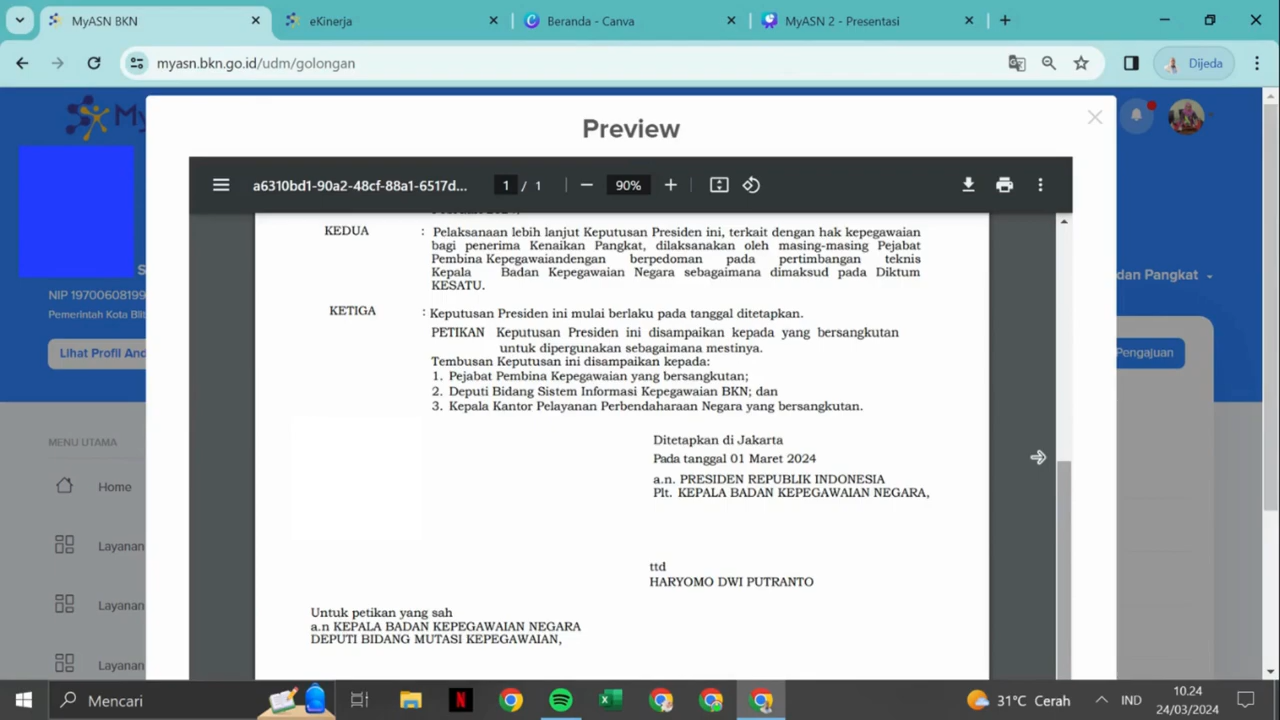 MyASN BKN
eKinerja
Beranda - Canva
MyASN 2 - Presentasi
myasn.bkn.go.id/udm/golongan
Dijeda
My
Preview
a6310bd1-90a2-48cf-88a1-6517d...
1 / 1
90%
KEDUA : Pelaksanaan lebih lanjut Keputusan Presiden ini, terkait dengan hak kepegawaian
bagi penerima Kenaikan Pangkat, dilaksanakan oleh masing-masing Pejabat
Pembina Kepegawaiandengan berpedoman pada pertimbangan teknis
Kepala Badan Kepegawaian Negara sebagaimana dimaksud pada Diktum
KESATU.
KETIGA : Keputusan Presiden ini mulai berlaku pada tanggal ditetapkan.
PETIKAN Keputusan Presiden ini disampaikan kepada yang bersangkutan
untuk dipergunakan sebagaimana mestinya.
Tembusan Keputusan ini disampaikan kepada:
1. Pejabat Pembina Kepegawaian yang bersangkutan;
2. Deputi Bidang Sistem Informasi Kepegawaian BKN; dan
3. Kepala Kantor Pelayanan Perbendaharaan Negara yang bersangkutan.
Ditetapkan di Jakarta
Pada tanggal 01 Maret 2024
a.n. PRESIDEN REPUBLIK INDONESIA
Plt. KEPALA BADAN KEPEGAWAIAN NEGARA,
ttd
HARYOMO DWI PUTRANTO
Untuk petikan yang sah
a.n KEPALA BADAN KEPEGAWAIAN NEGARA
DEPUTI BIDANG MUTASI KEPEGAWAIAN,
S
NIP 19700608199
Pemerintah Kota Bli
Lihat Profil And
dan Pangkat
Pengajuan
MENU UTAMA
Home
Layanan
Layanan
Layanan
Mencari
31°C Cerah
IND
10.24
24/03/2024